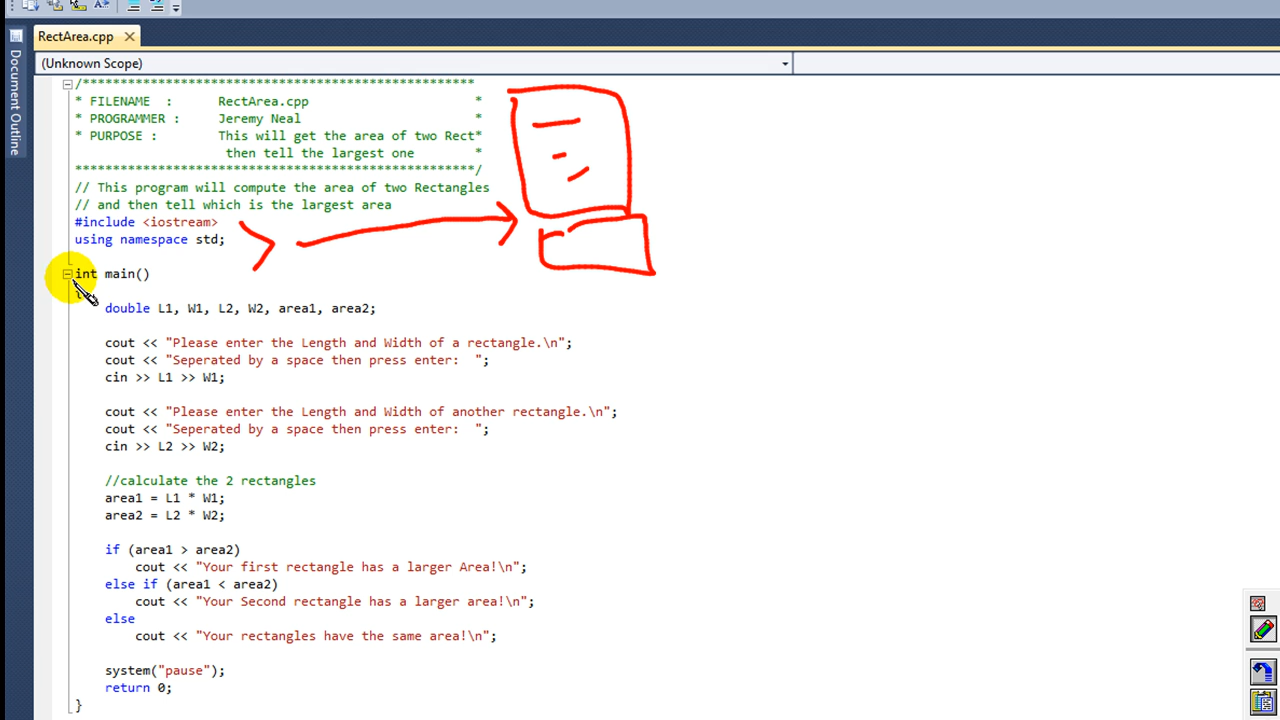 RectArea.cpp
Document Outline
(Unknown Scope)
/****************************************************
* FILENAME :      RectArea.cpp                      *
* PROGRAMMER :    Jeremy Neal                       *
* PURPOSE :       This will get the area of two Rect*
                  then tell the largest one         *
*****************************************************/
// This program will compute the area of two Rectangles
// and then tell which is the largest area
#include <iostream>
using namespace std;
int main()
{
double L1, W1, L2, W2, area1, area2;
cout << "Please enter the Length and Width of a rectangle.\n";
cout << "Seperated by a space then press enter:  ";
cin >> L1 >> W1;
cout << "Please enter the Length and Width of another rectangle.\n";
cout << "Seperated by a space then press enter:  ";
cin >> L2 >> W2;
//calculate the 2 rectangles
area1 = L1 * W1;
area2 = L2 * W2;
if (area1 > area2)
cout << "Your first rectangle has a larger Area!\n";
else if (area1 < area2)
cout << "Your Second rectangle has a larger area!\n";
else
cout << "Your rectangles have the same area!\n";
system("pause");
return 0;
}